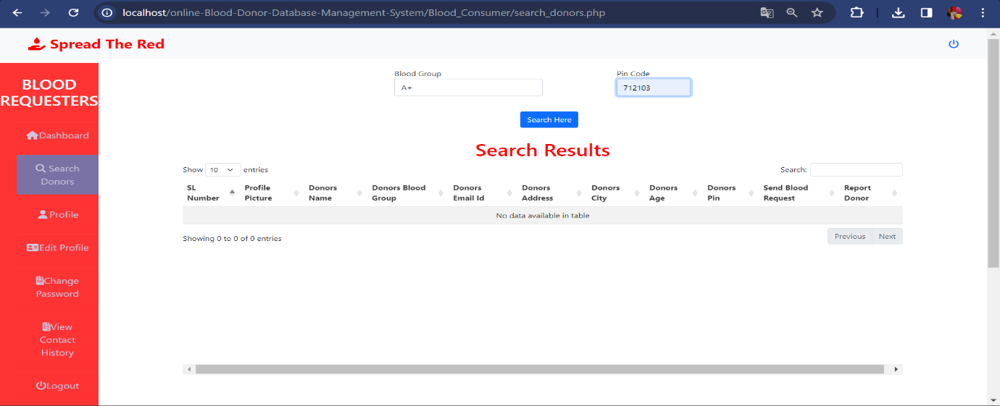 localhost/online-Blood-Donor-Database-Management-System/Blood_Consumer/search_donors.php
Spread The Red
BLOOD
REQUESTERS
Dashboard
Search
Donors
Profile
Edit Profile
Change
Password
View
Contact
History
Logout
Blood Group
Pin Code
A+
712103
Search Here
Search Results
Show 10 entries
Search:
SL
Number
Profile
Picture
Donors
Name
Donors Blood
Group
Donors
Email Id
Donors
Address
Donors
City
Donors
Age
Donors
Pin
Send Blood
Request
Report
Donor
No data available in table
Showing 0 to 0 of 0 entries
Previous
Next